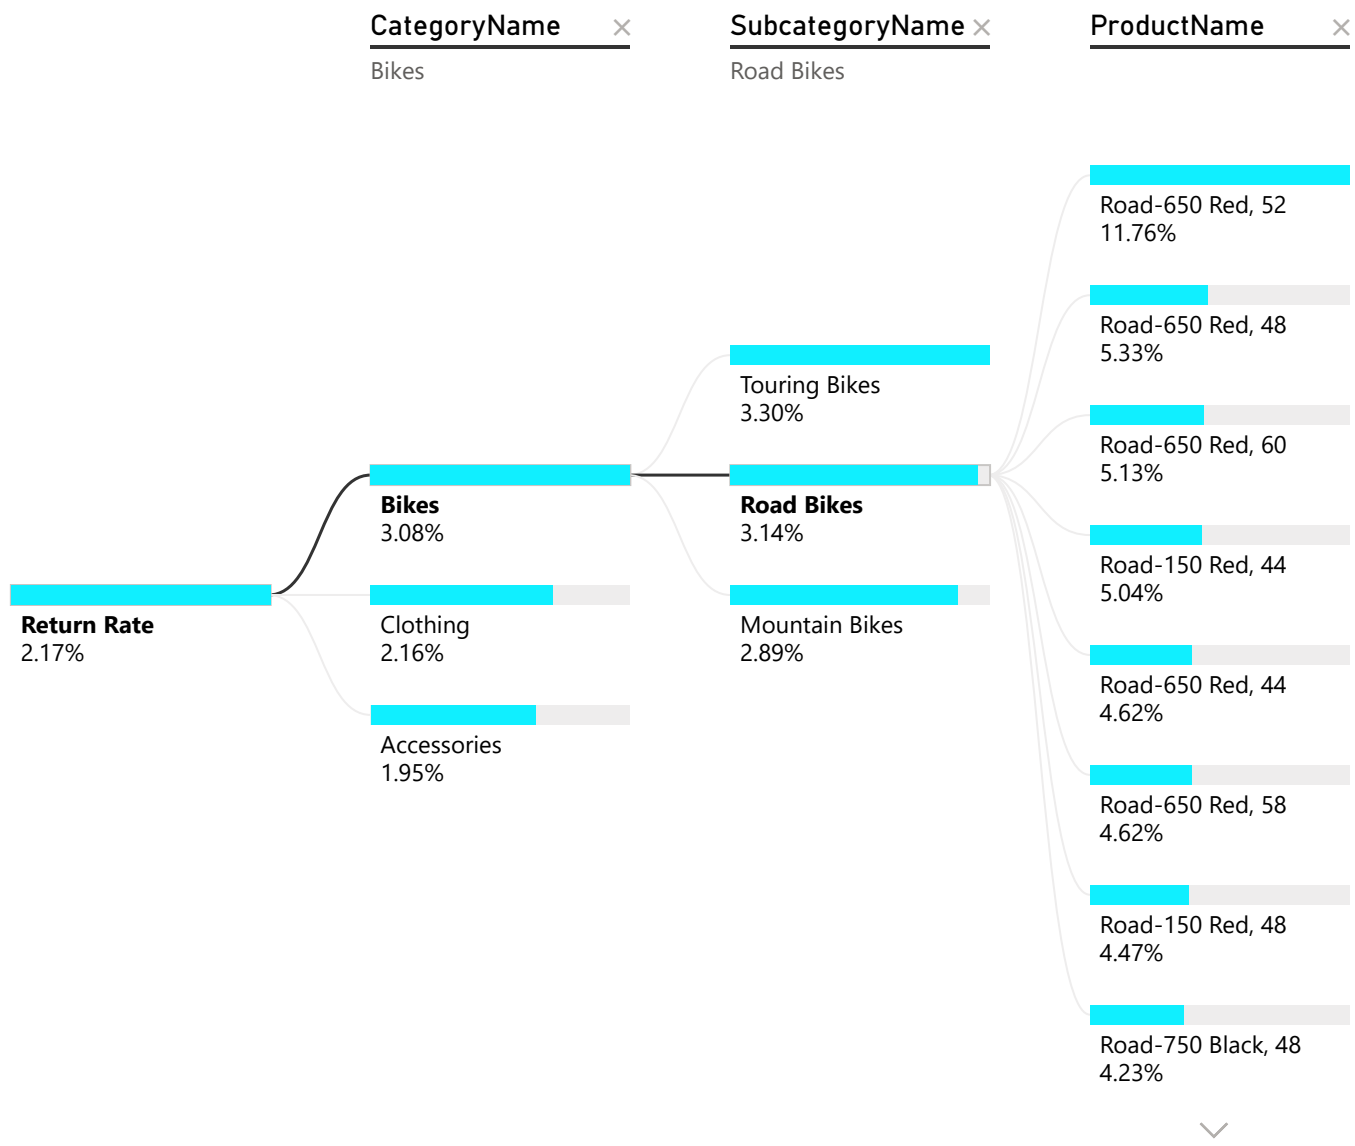 CategoryName
Bikes
SubcategoryName
Road Bikes
ProductName
Return Rate
2.17%
Bikes
3.08%
Clothing
2.16%
Accessories
1.95%
Touring Bikes
3.30%
Road Bikes
3.14%
Mountain Bikes
2.89%
Road-650 Red, 52
11.76%
Road-650 Red, 48
5.33%
Road-650 Red, 60
5.13%
Road-150 Red, 44
5.04%
Road-650 Red, 44
4.62%
Road-650 Red, 58
4.62%
Road-150 Red, 48
4.47%
Road-750 Black, 48
4.23%